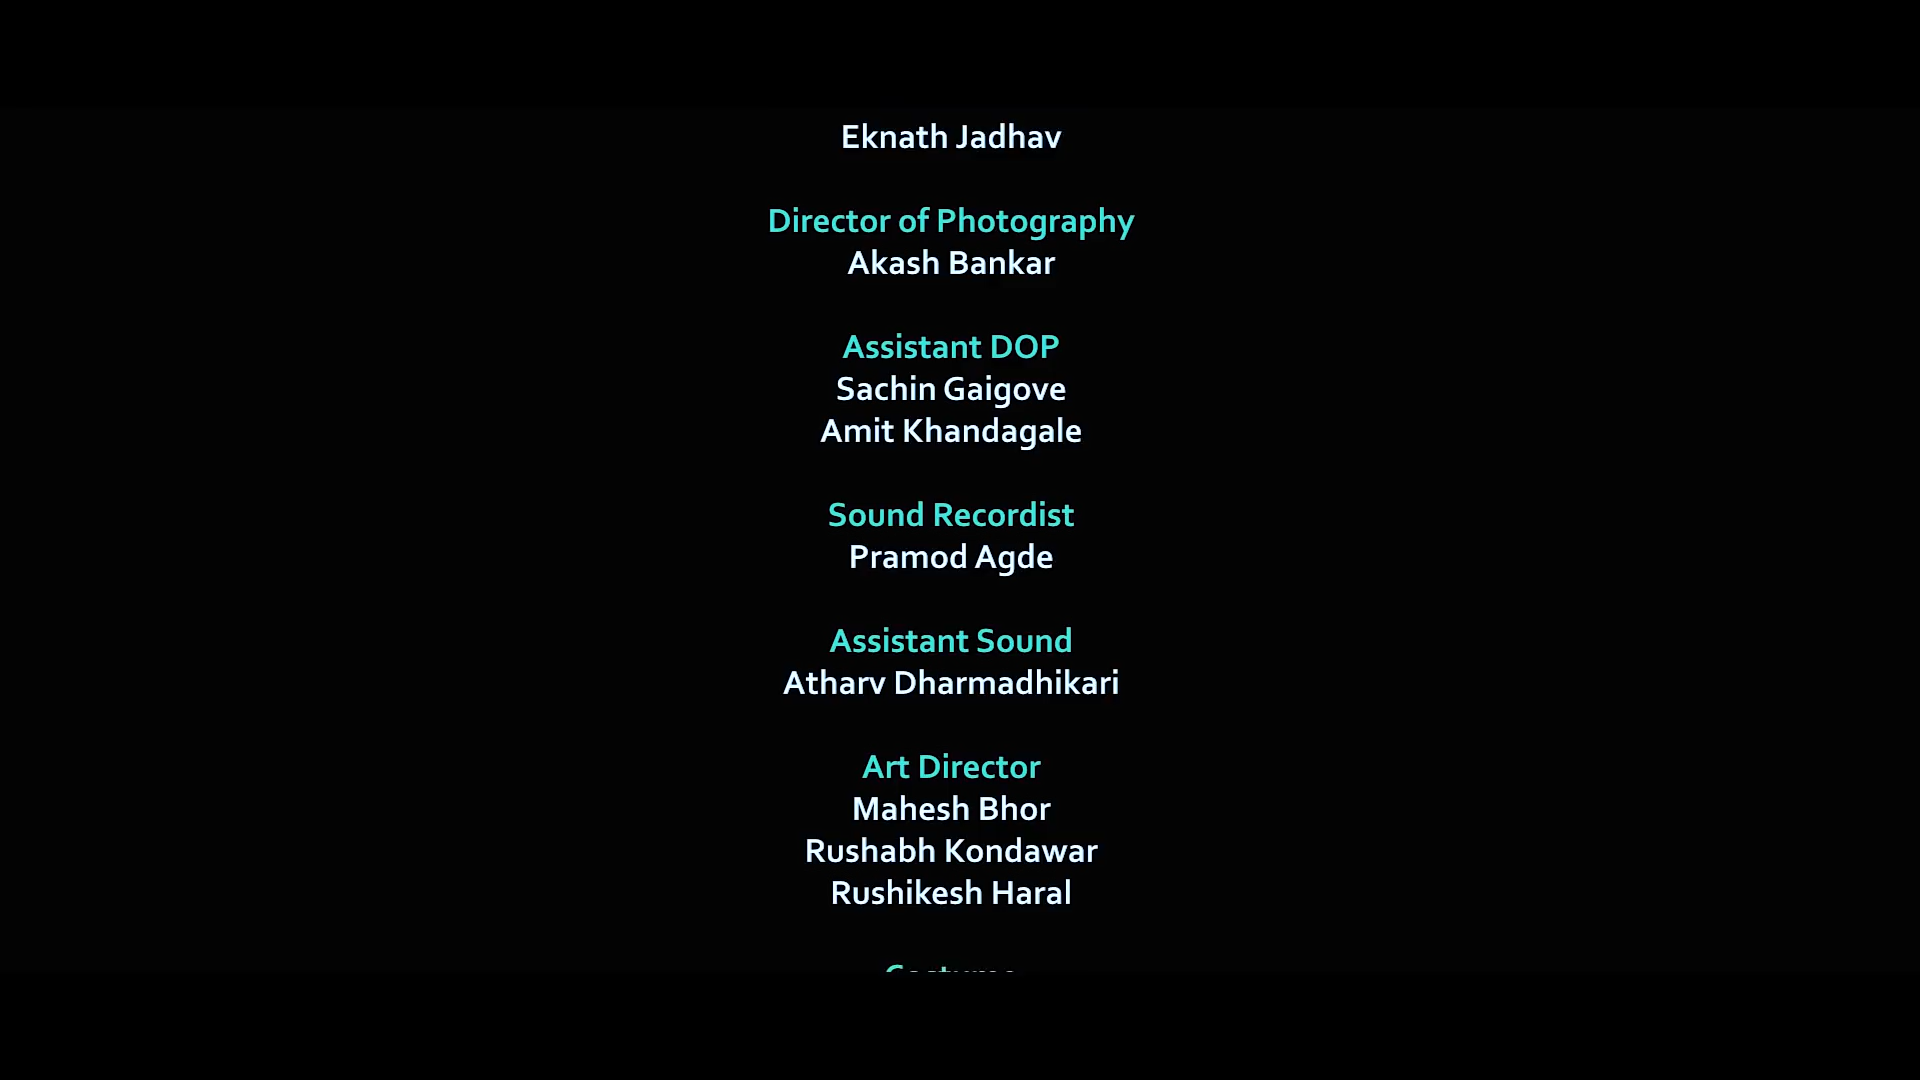 Eknath Jadhav
Director of Photography
Akash Bankar
Assistant DOP
Sachin Gaigove
Amit Khandagale
Sound Recordist
Pramod Agde
Assistant Sound
Atharv Dharmadhikari
Art Director
Mahesh Bhor
Rushabh Kondawar
Rushikesh Haral
Costume